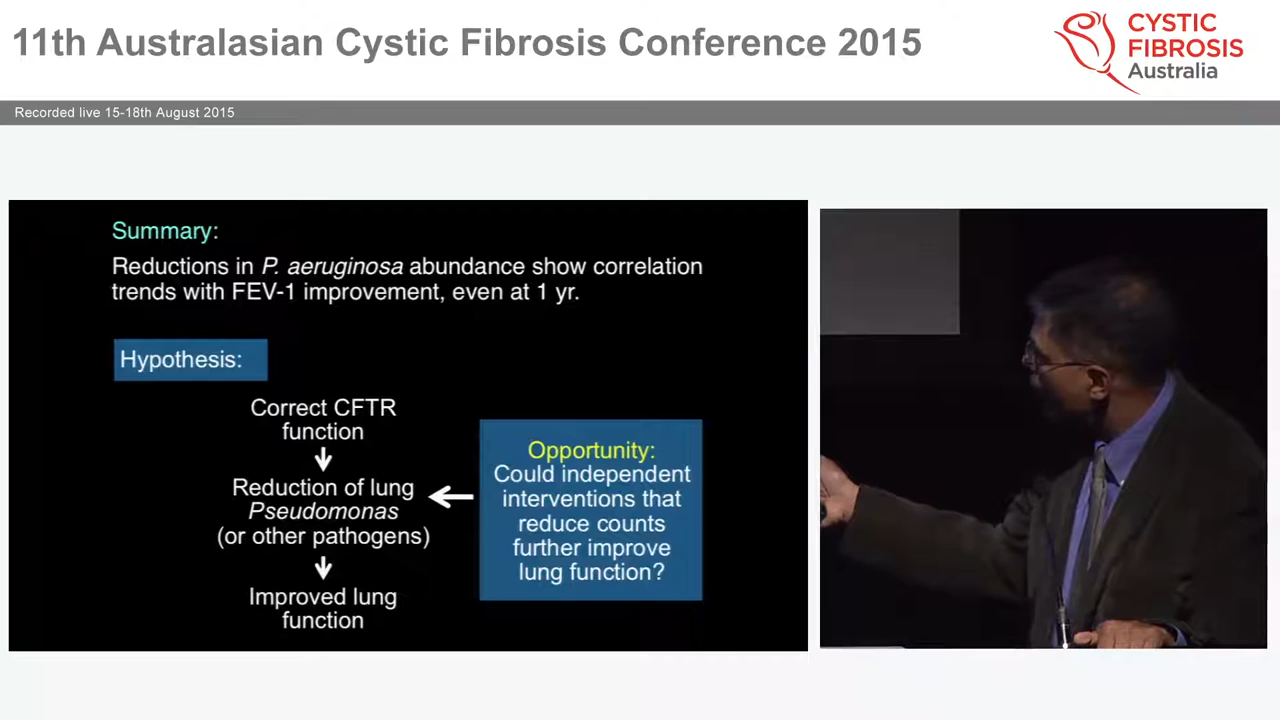 11th Australasian Cystic Fibrosis Conference 2015
CYSTIC
FIBROSIS
Australia
Recorded live 15-18th August 2015
Summary:
Reductions in P. aeruginosa abundance show correlation
trends with FEV-1 improvement, even at 1 yr.
Hypothesis:
Correct CFTR
function
Reduction of lung
Pseudomonas
(or other pathogens)
Improved lung
function
Opportunity:
Could independent
interventions that
reduce counts
further improve
lung function?